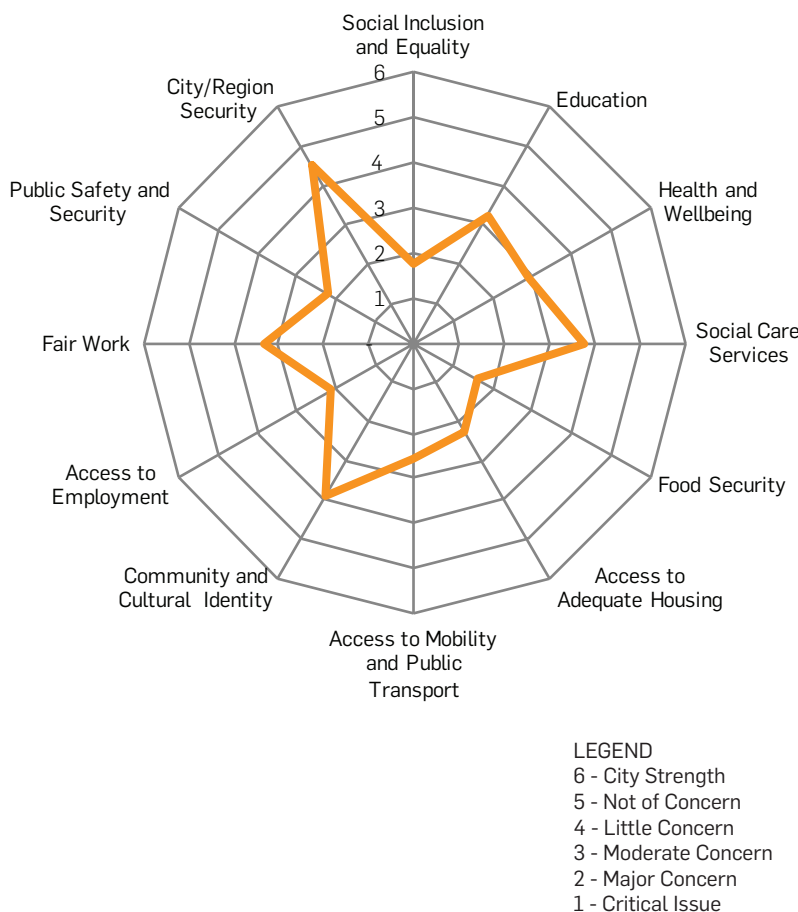 Social Inclusion
and Equality
6
5
4
3
2
1
-
Education
Health and
Wellbeing
Social Care
Services
Food Security
Access to
Adequate Housing
Access to Mobility
and Public
Transport
Community and
Cultural Identity
Access to
Employment
Fair Work
Public Safety and
Security
City/Region
Security
LEGEND
6 - City Strength
5 - Not of Concern
4 - Little Concern
3 - Moderate Concern
2 - Major Concern
1 - Critical Issue